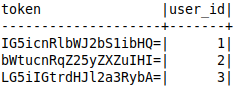 token |user_id|
--------------------+-------+
IG5icnRlbWJ2bS1ibHQ=| 1|
bWtucnRqZ25yZXZuIHI=| 2|
LG5iIGtrdHJl2a3RybA=| 3|